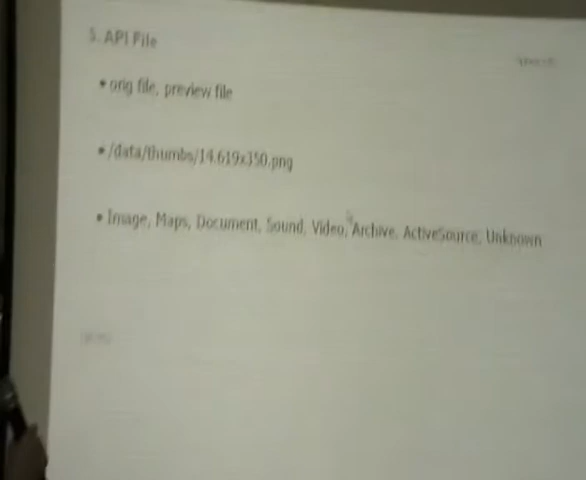 5. API File
• orig file, preview file
• /data/thumbs/14.619x350.png
• Image, Maps, Document, Sound, Video, Archive, ActiveSource, Unknown